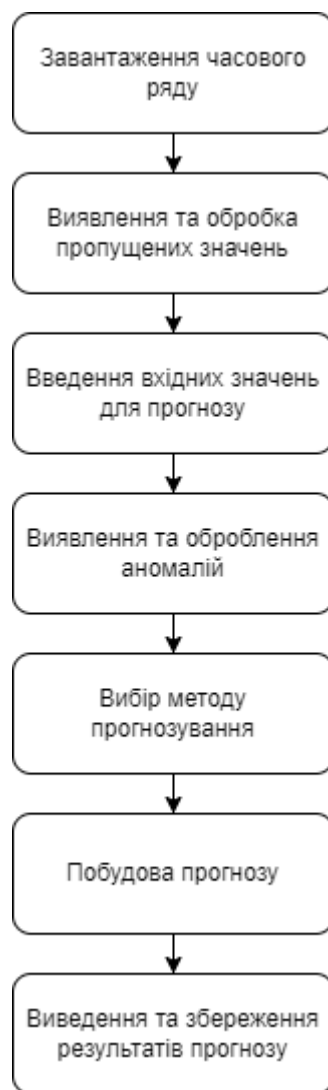 Завантаження часового
ряду
Виявлення та обробка
пропущених значень
Введення вхідних значень
для прогнозу
Виявлення та оброблення
аномалій
Вибір методу
прогнозування
Побудова прогнозу
Виведення та збереження
результатів прогнозу